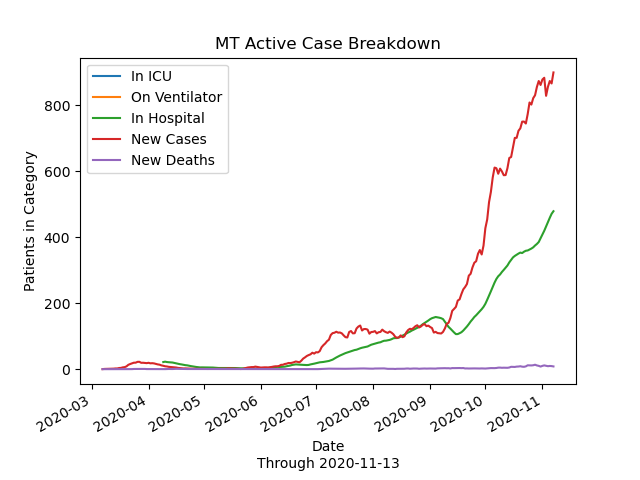 MT Active Case Breakdown
In ICU
On Ventilator
In Hospital
New Cases
New Deaths
Patients in Category
800
600
400
200
0
2020-03
2020-04
2020-05
2020-06
2020-07
2020-08
2020-09
2020-10
2020-11
Date
Through 2020-11-13